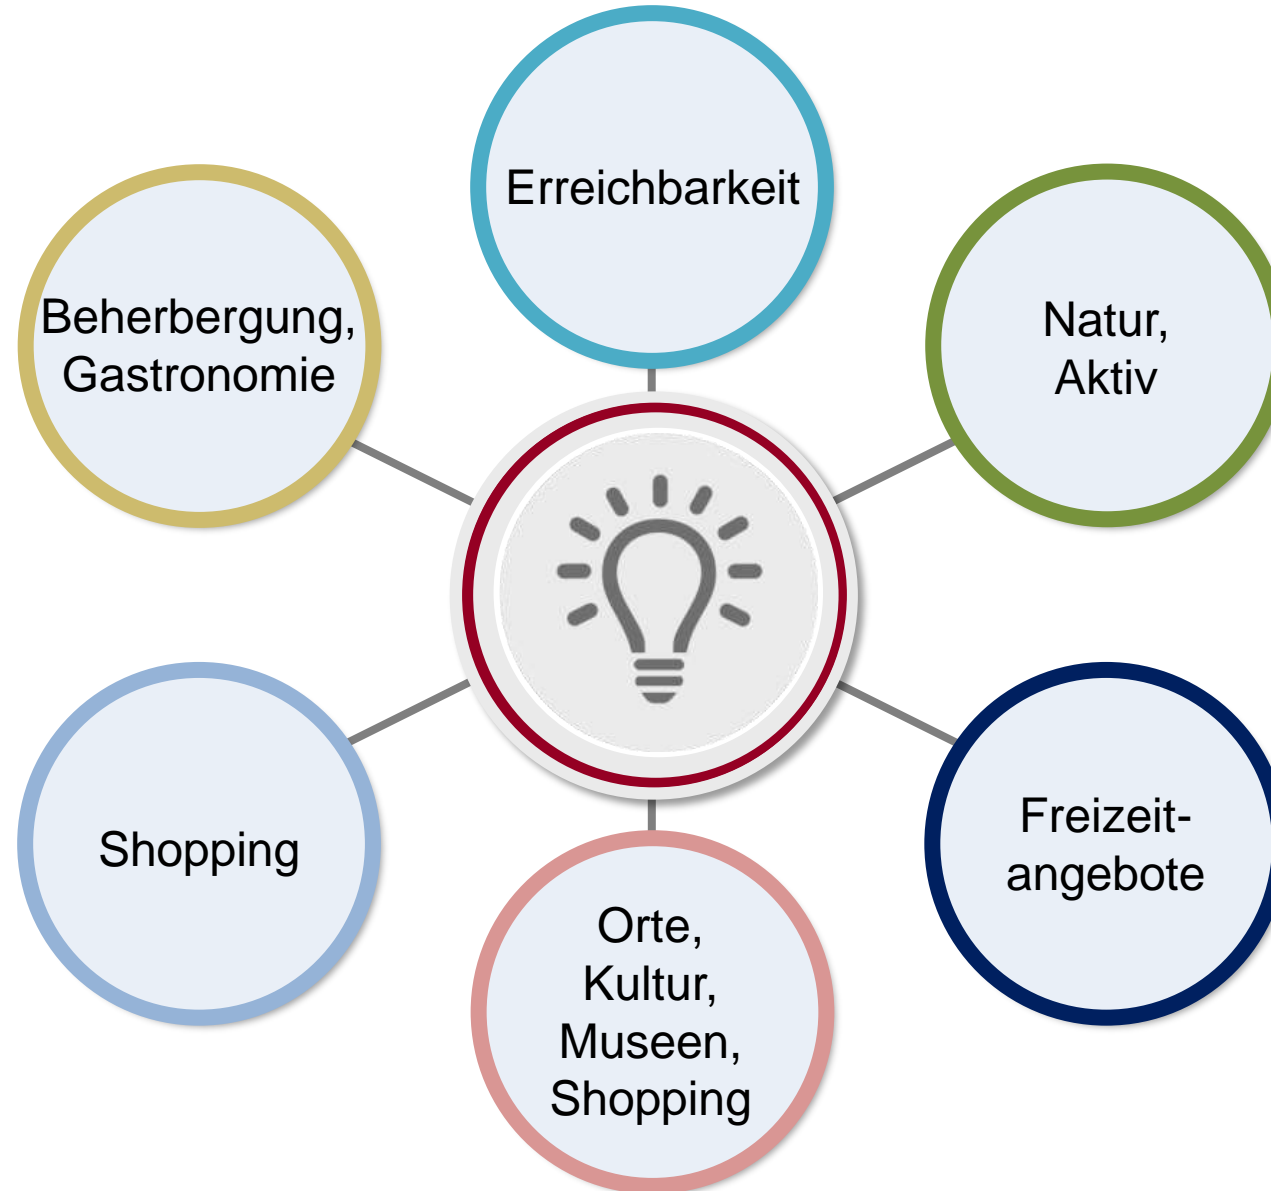 Erreichbarkeit
Beherbergung,
Gastronomie
Natur,
Aktiv
Shopping
Freizeit-
angebote
Orte,
Kultur,
Museen,
Shopping